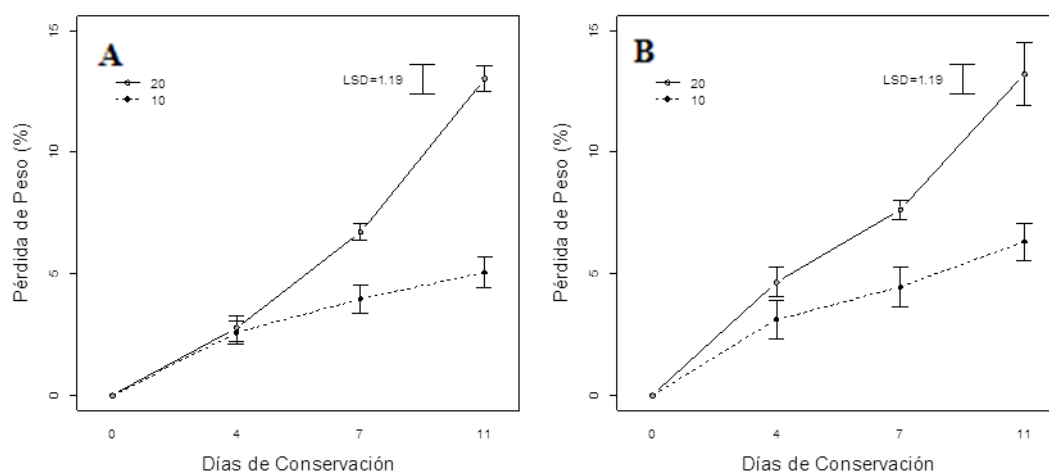 A
20
10
LSD=1.19
15
10
5
0
Pérdida de Peso (%)
0 4 7 11
Días de Conservación
B
20
10
LSD=1.19
15
10
5
0
Pérdida de Peso (%)
0 4 7 11
Días de Conservación